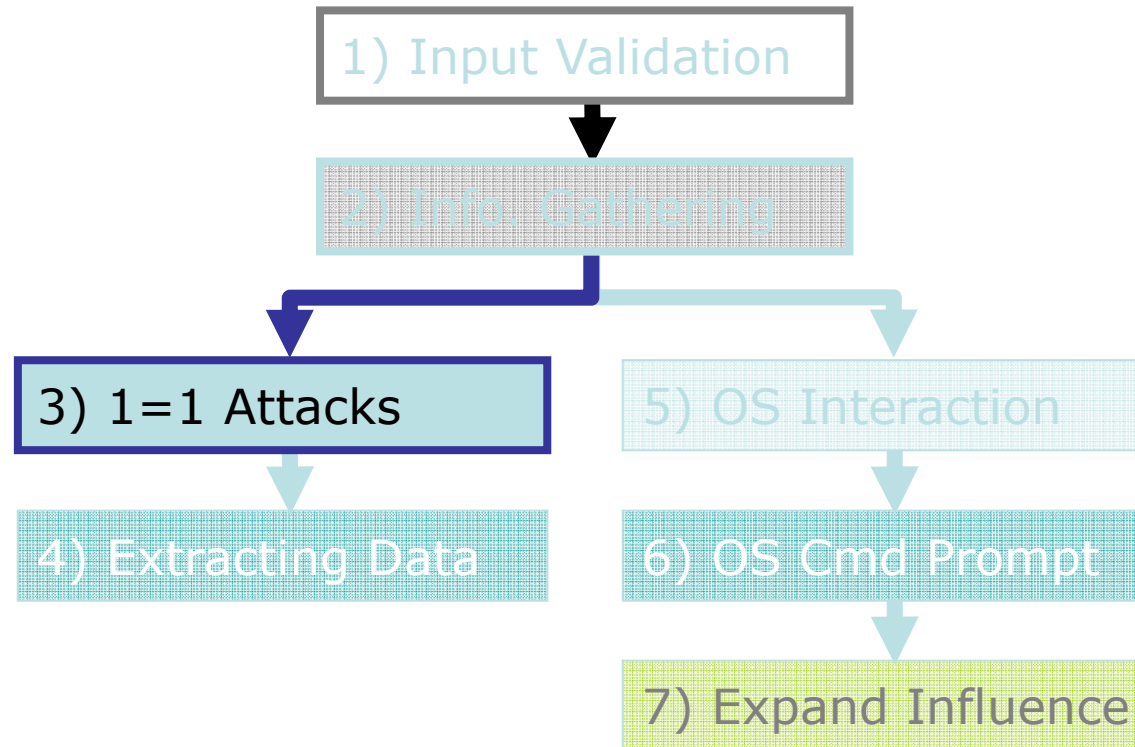 1) Input Validation
2) Info. Gathering
3) 1=1 Attacks
5) OS Interaction
4) Extracting Data
6) OS Cmd Prompt
7) Expand Influence